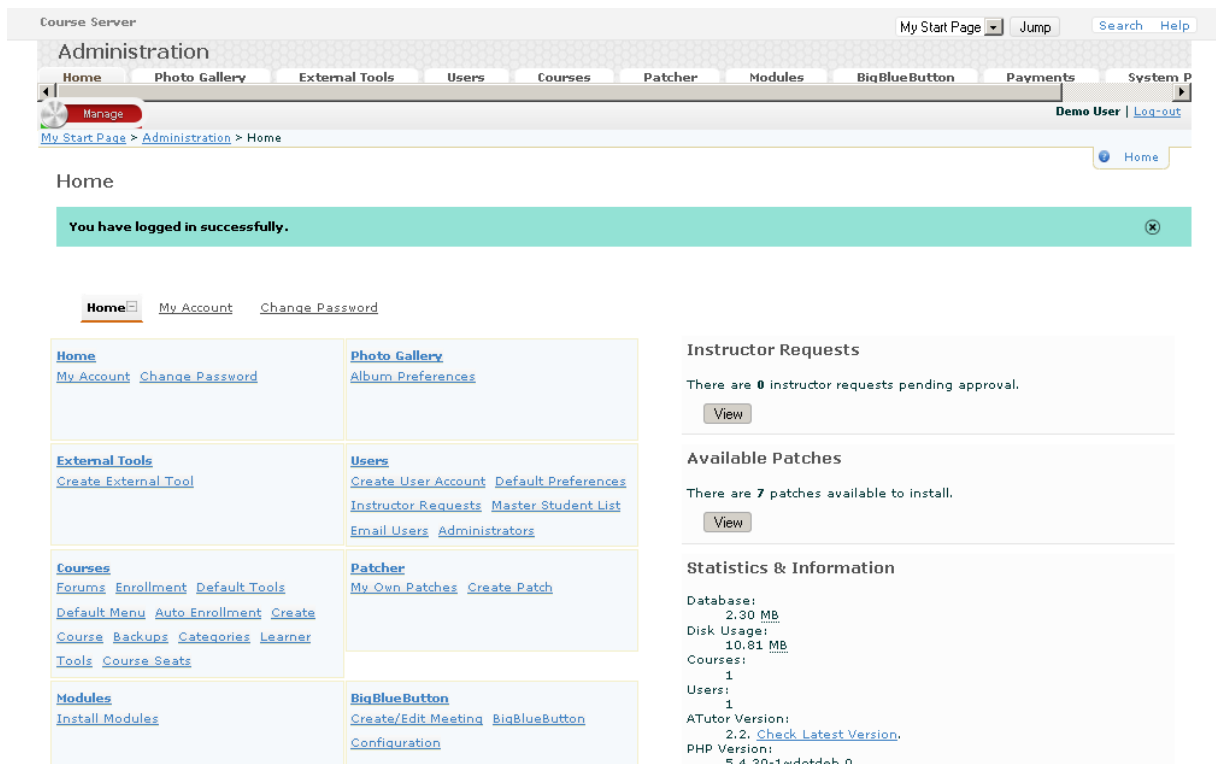 Course Server
My Start Page Jump Search Help
Administration
Home Photo Gallery External Tools Users Courses Patcher Modules BigBlueButton Payments System P
Manage
Demo User | Log-out
My Start Page > Administration > Home
Home
Home
You have logged in successfully.
Home My Account Change Password
Home
My Account Change Password
Photo Gallery
Album Preferences
External Tools
Create External Tool
Users
Create User Account Default Preferences
Instructor Requests Master Student List
Email Users Administrators
Courses
Forums Enrollment Default Tools
Default Menu Auto Enrollment Create
Course Backups Categories Learner
Tools Course Seats
Patcher
My Own Patches Create Patch
Modules
Install Modules
BigBlueButton
Create/Edit Meeting BigBlueButton
Configuration
Instructor Requests
There are 0 instructor requests pending approval.
View
Available Patches
There are 7 patches available to install.
View
Statistics & Information
Database:
2.30 MB
Disk Usage:
10.81 MB
Courses:
1
Users:
1
ATutor Version:
2.2. Check Latest Version.
PHP Version: